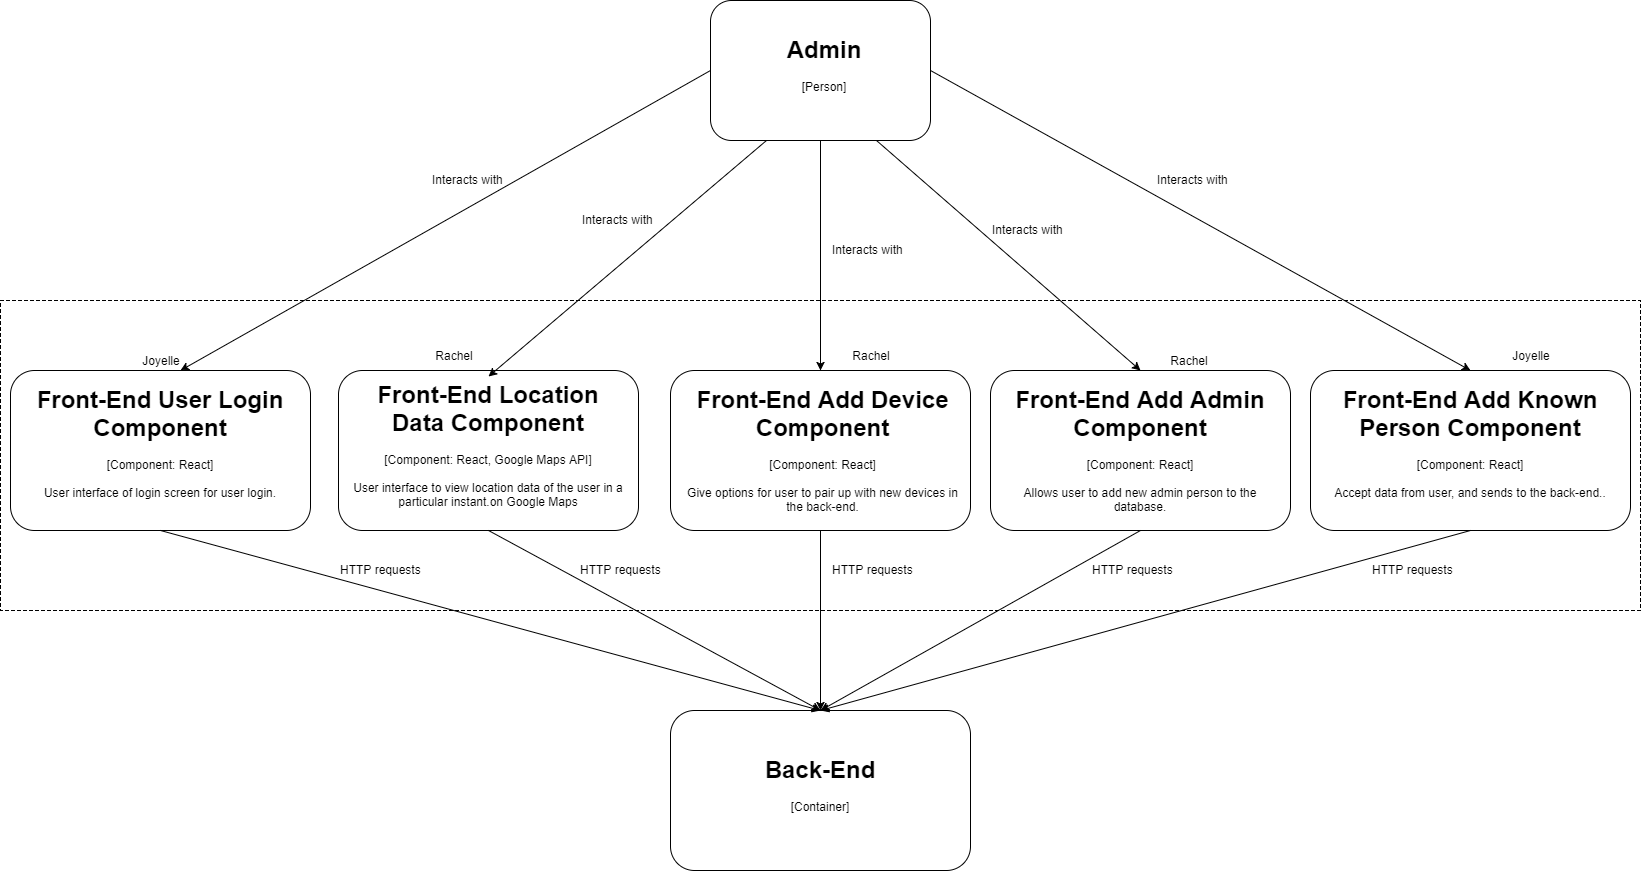 Admin
[Person]
Interacts with
Interacts with
Interacts with
Interacts with
Interacts with
Joyelle
Rachel
Rachel
Rachel
Joyelle
Front-End User Login
Component
[Component: React]
User interface of login screen for user login.
Front-End Location
Data Component
[Component: React, Google Maps API]
User interface to view location data of the user in a
particular instant.on Google Maps
Front-End Add Device
Component
[Component: React]
Give options for user to pair up with new devices in
the back-end.
Front-End Add Admin
Component
[Component: React]
Allows user to add new admin person to the
database.
Front-End Add Known
Person Component
[Component: React]
Accept data from user, and sends to the back-end..
HTTP requests
HTTP requests
HTTP requests
HTTP requests
HTTP requests
Back-End
[Container]